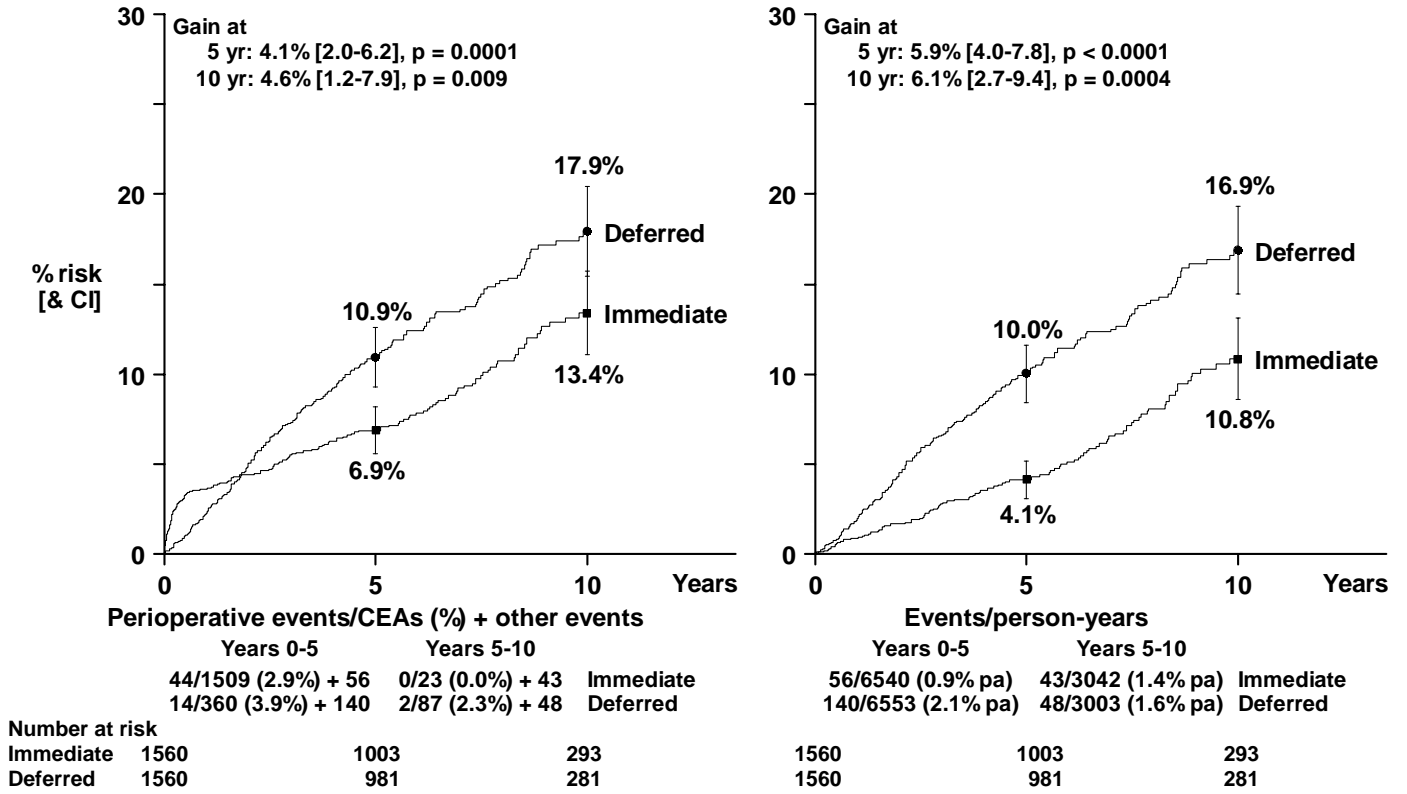 30
Gain at
5 yr: 4.1% [2.0-6.2], p = 0.0001
10 yr: 4.6% [1.2-7.9], p = 0.009
20
10
0
% risk
[& CI]
17.9%
Deferred
10.9%
Immediate
13.4%
6.9%
0 5 10 Years
Perioperative events/CEAs (%) + other events
Years 0-5 Years 5-10
44/1509 (2.9%) + 56 0/23 (0.0%) + 43 Immediate
14/360 (3.9%) + 140 2/87 (2.3%) + 48 Deferred
30
Gain at
5 yr: 5.9% [4.0-7.8], p < 0.0001
10 yr: 6.1% [2.7-9.4], p = 0.0004
20
10
0
16.9%
Deferred
10.0%
Immediate
10.8%
4.1%
0 5 10 Years
Events/person-years
Years 0-5 Years 5-10
56/6540 (0.9% pa) 43/3042 (1.4% pa) Immediate
140/6553 (2.1% pa) 48/3003 (1.6% pa) Deferred
Number at risk
Immediate 1560 1003 293 1560 1003 293
Deferred 1560 981 281 1560 981 281